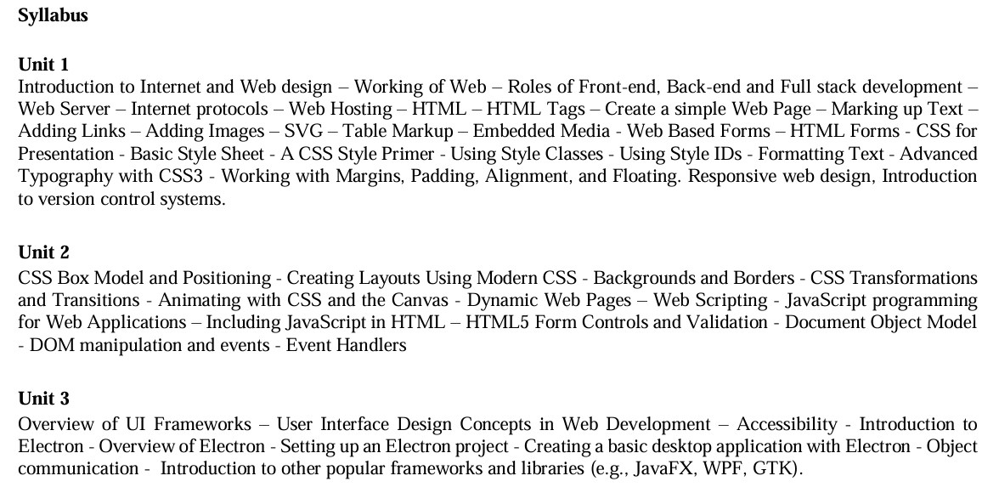 Syllabus
Unit 1
Introduction to Internet and Web design – Working of Web – Roles of Front-end, Back-end and Full stack development –
Web Server – Internet protocols – Web Hosting – HTML – HTML Tags – Create a simple Web Page – Marking up Text –
Adding Links – Adding Images – SVG – Table Markup – Embedded Media - Web Based Forms – HTML Forms - CSS for
Presentation - Basic Style Sheet - A CSS Style Primer - Using Style Classes - Using Style IDs - Formatting Text - Advanced
Typography with CSS3 - Working with Margins, Padding, Alignment, and Floating. Responsive web design, Introduction
to version control systems.
Unit 2
CSS Box Model and Positioning - Creating Layouts Using Modern CSS - Backgrounds and Borders - CSS Transformations
and Transitions - Animating with CSS and the Canvas - Dynamic Web Pages – Web Scripting - JavaScript programming
for Web Applications – Including JavaScript in HTML – HTML5 Form Controls and Validation - Document Object Model
- DOM manipulation and events - Event Handlers
Unit 3
Overview of UI Frameworks – User Interface Design Concepts in Web Development – Accessibility - Introduction to
Electron - Overview of Electron - Setting up an Electron project - Creating a basic desktop application with Electron - Object
communication - Introduction to other popular frameworks and libraries (e.g., JavaFX, WPF, GTK).